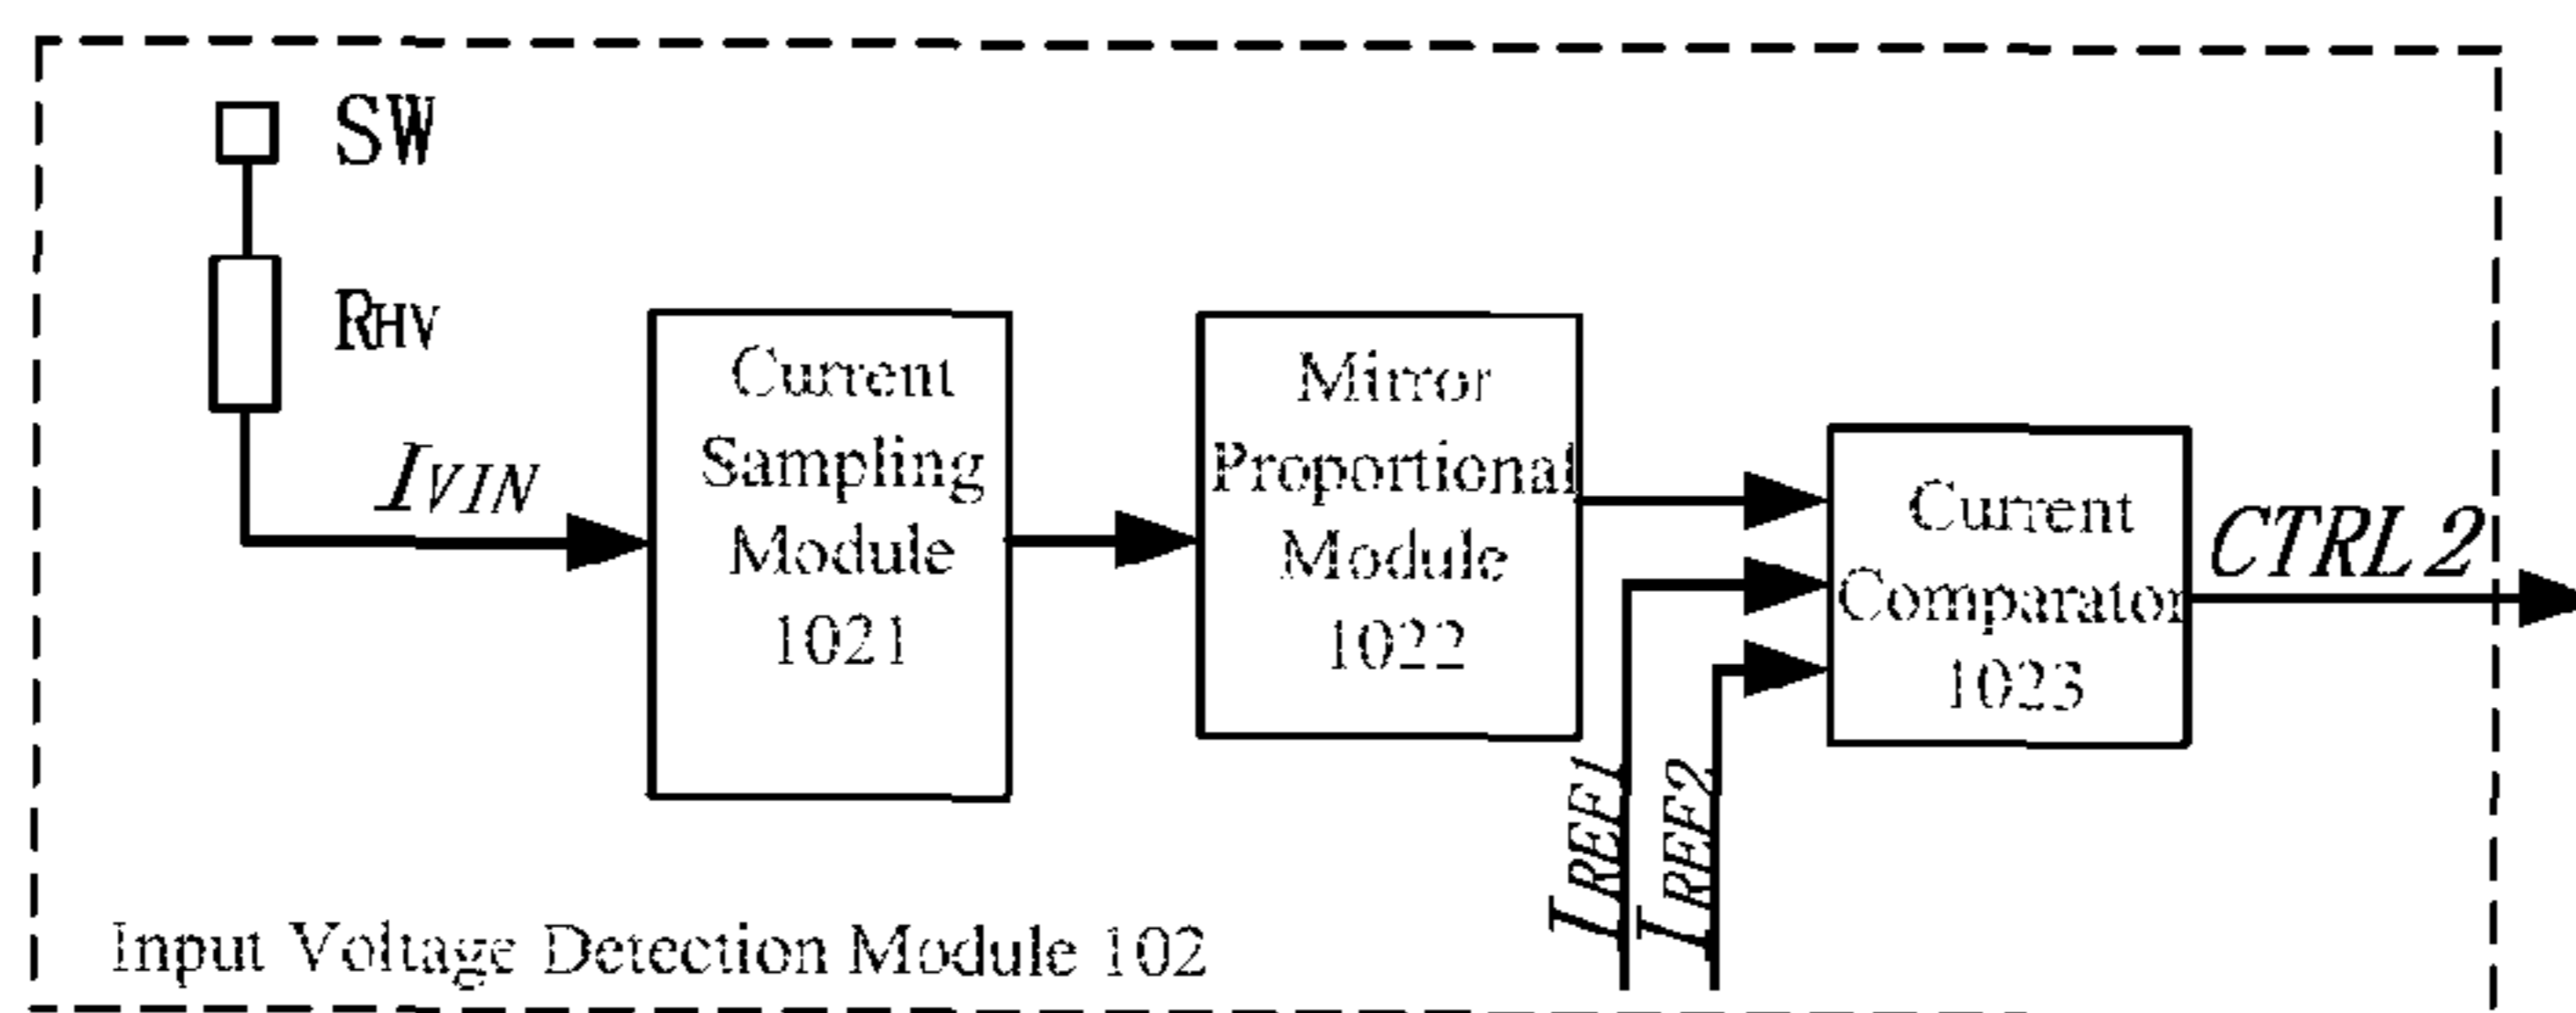 SW
RHV
IVIN
Current
Sampling
Module
1021
Mirror
Proportional
Module
1022
Current
Comparator
1023
CTRL2
IREF1
IREF2
Input Voltage Detection Module 102